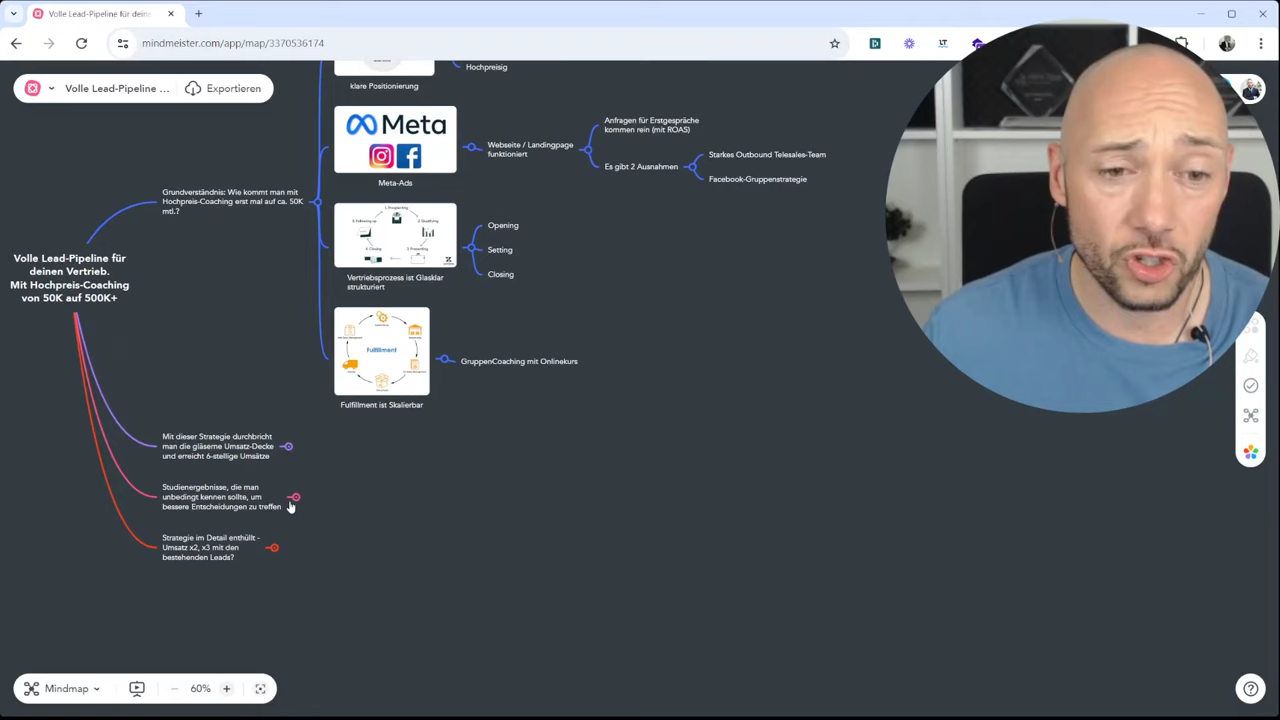 Volle Lead-Pipeline für deine
mindmeister.com/app/map/3370536174
LT
Volle Lead-Pipeline ...
Exportieren
Hochpreisig
klare Positionierung
Meta
Meta-Ads
Webseite / Landingpage
funktioniert
Anfragen für Erstgespräche
kommen rein (mit ROAS)
Es gibt 2 Ausnahmen
Starkes Outbound Telesales-Team
Facebook-Gruppenstrategie
Grundverständnis: Wie kommt man mit
Hochpreis-Coaching erst mal auf ca. 50K
mtl.?
1. Prospecting
Vertriebsprozess ist Glasklar
strukturiert
Opening
Setting
Closing
Volle Lead-Pipeline für
deinen Vertrieb.
Mit Hochpreis-Coaching
von 50K auf 500K+
Fulfillment
Fulfillment ist Skalierbar
GruppenCoaching mit Onlinekurs
Mit dieser Strategie durchbricht
man die gläserne Umsatz-Decke
und erreicht 6-stellige Umsätze
Studienergebnisse, die man
unbedingt kennen sollte, um
bessere Entscheidungen zu treffen
Strategie im Detail enthüllt -
Umsatz x2, x3 mit den
bestehenden Leads?
Mindmap
60%